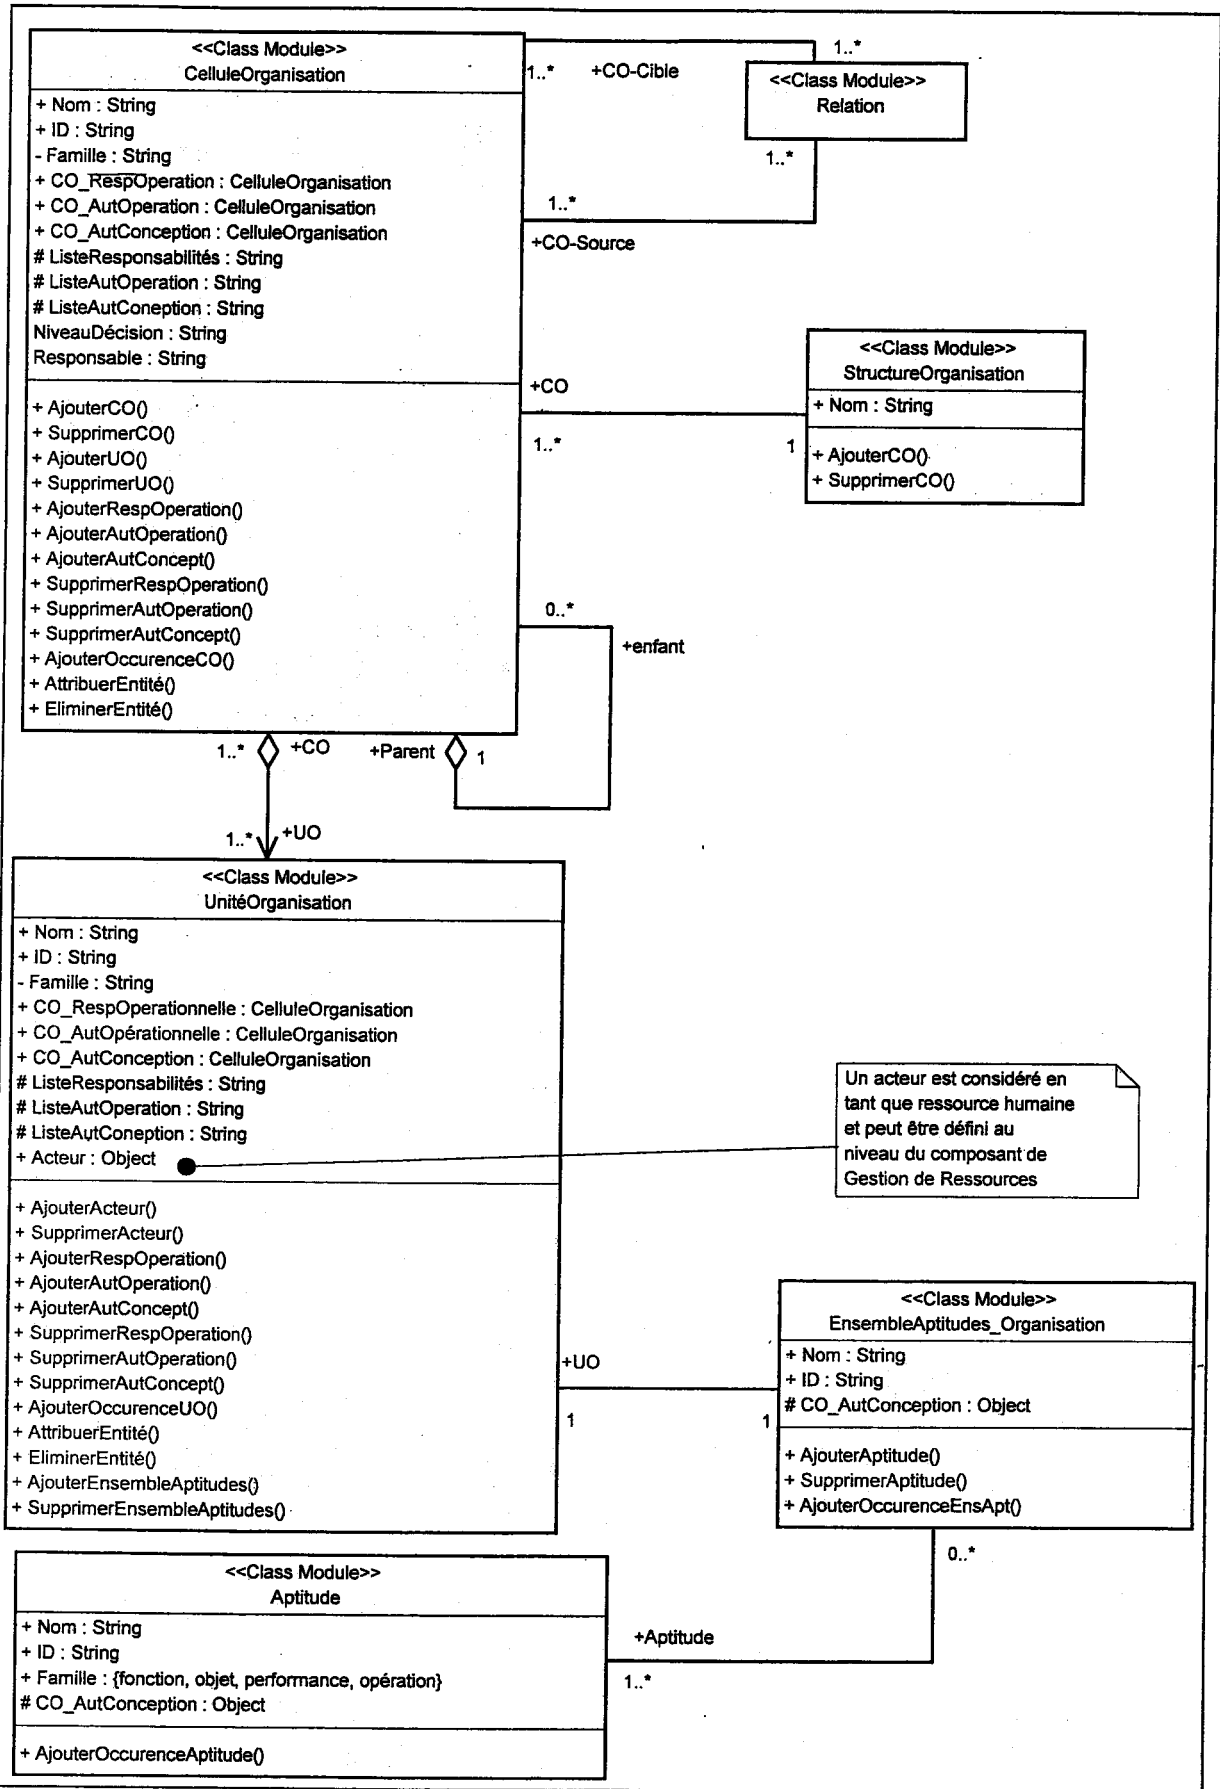 <<Class Module>>
CelluleOrganisation
+ Nom : String
+ ID : String
- Famille : String
+ CO_RespOperation : CelluleOrganisation
+ CO_AutOperation : CelluleOrganisation
+ CO_AutConception : CelluleOrganisation
# ListeResponsabilités : String
# ListeAutOperation : String
# ListeAutConeption : String
NiveauDécision : String
Responsable : String
+ AjouterCO()
+ SupprimerCO()
+ AjouterUO()
+ SupprimerUO()
+ AjouterRespOperation()
+ AjouterAutOperation()
+ AjouterAutConcept()
+ SupprimerRespOperation()
+ SupprimerAutOperation()
+ SupprimerAutConcept()
+ AjouterOccurenceCO()
+ AttribuerEntité()
+ EliminerEntité()
1..*
+CO-Cible
1..*
<<Class Module>>
Relation
1..*
1..*
+CO-Source
<<Class Module>>
StructureOrganisation
+ Nom : String
+ AjouterCO()
+ SupprimerCO()
+CO
1..*
1
0..*
+enfant
1..*
+CO
+Parent
1
1..*
+UO
<<Class Module>>
UnitéOrganisation
+ Nom : String
+ ID : String
- Famille : String
+ CO_RespOperationnelle : CelluleOrganisation
+ CO_AutOpérationnelle : CelluleOrganisation
+ CO_AutConception : CelluleOrganisation
# ListeResponsabilités : String
# ListeAutOperation : String
# ListeAutConeption : String
+ Acteur : Object
+ AjouterActeur()
+ SupprimerActeur()
+ AjouterRespOperation()
+ AjouterAutOperation()
+ AjouterAutConcept()
+ SupprimerRespOperation()
+ SupprimerAutOperation()
+ SupprimerAutConcept()
+ AjouterOccurenceUO()
+ AttribuerEntité()
+ EliminerEntité()
+ AjouterEnsembleAptitudes()
+ SupprimerEnsembleAptitudes()
Un acteur est considéré en
tant que ressource humaine
et peut être défini au
niveau du composant de
Gestion de Ressources
<<Class Module>>
EnsembleAptitudes_Organisation
+ Nom : String
+ ID : String
# CO_AutConception : Object
+ AjouterAptitude()
+ SupprimerAptitude()
+ AjouterOccurenceEnsApt()
+UO
1
1
0..*
<<Class Module>>
Aptitude
+ Nom : String
+ ID : String
+ Famille : {fonction, objet, performance, opération}
# CO_AutConception : Object
+ AjouterOccurenceAptitude()
+Aptitude
1..*